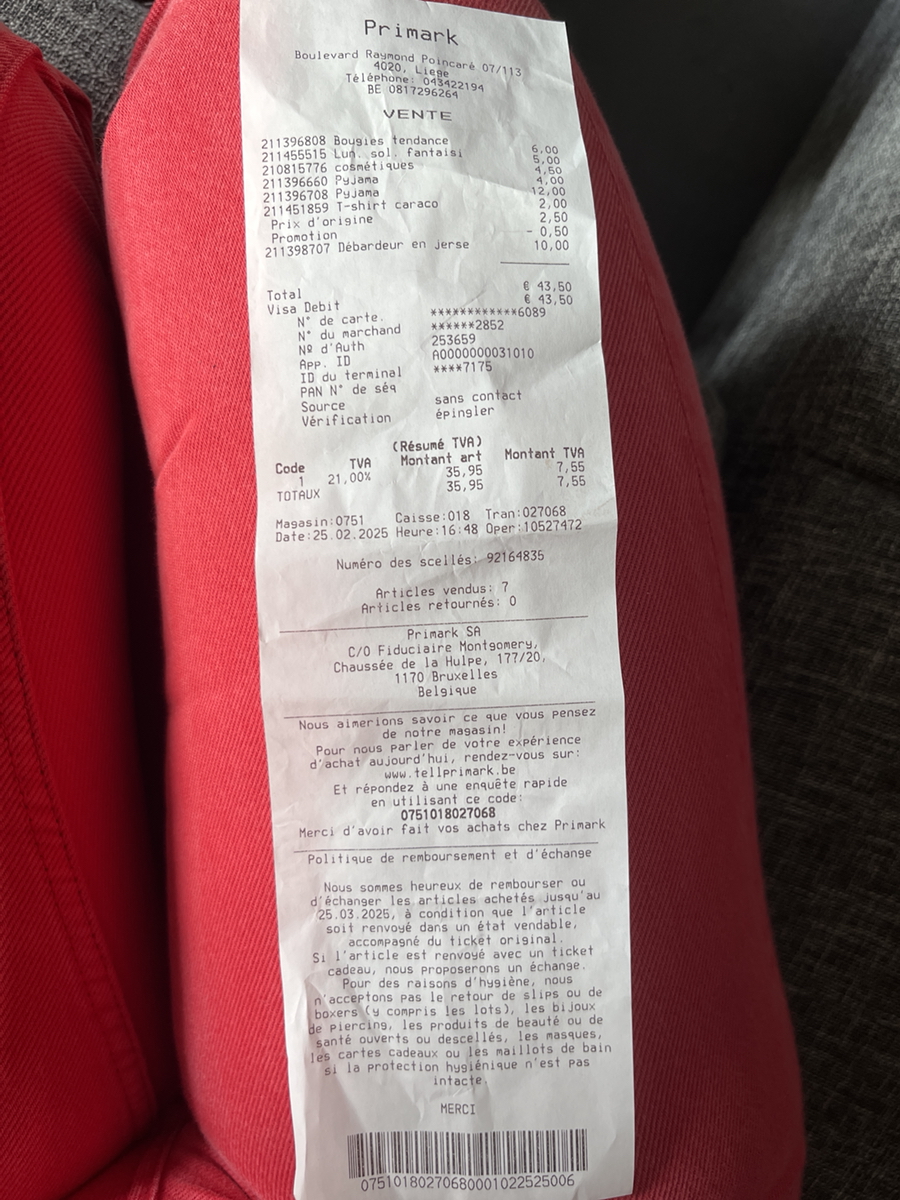 Primark
Boulevard Raymond Poincaré 07/113
4020, Liege
Téléphone: 043422194
BE 0817296264
VENTE
211396808 Bougies tendance 6,00
211455515 Lun. sol. fantaisi 5,00
210815776 cosmétiques 4,50
211396660 Pyjama 4,00
211396708 Pyjama 12,00
211451859 T-shirt caraco 2,00
Prix d'origine 2,50
Promotion - 0,50
211398707 Débardeur en jerse 10,00
Total € 43,50
Visa Debit € 43,50
N° de carte. ************6089
N° du marchand ******2852
Nº d'Auth 253659
App. ID A0000000031010
ID du terminal ****7175
PAN N° de séq
Source sans contact
Vérification épingler
(Résumé TVA)
Code TVA Montant art Montant TVA
1 21,00% 35,95 7,55
TOTAUX 35,95 7,55
Magasin:0751 Caisse:018 Tran:027068
Date:25.02.2025 Heure:16:48 Oper:10527472
Numéro des scellés: 92164835
Articles vendus: 7
Articles retournés: 0
Primark SA
C/O Fiduciaire Montgomery,
Chaussée de la Hulpe, 177/20,
1170 Bruxelles
Belgique
Nous aimerions savoir ce que vous pensez
de notre magasin!
Pour nous parler de votre expérience
d'achat aujourd'hui, rendez-vous sur:
www.tellprimark.be
Et répondez à une enquête rapide
en utilisant ce code:
0751018027068
Merci d'avoir fait vos achats chez Primark
Politique de remboursement et d'échange
Nous sommes heureux de rembourser ou
d'échanger les articles achetés jusqu'au
25.03.2025, à condition que l'article
soit renvoyé dans un état vendable,
accompagné du ticket original.
Si l'article est renvoyé avec un ticket
cadeau, nous proposerons un échange.
Pour des raisons d'hygiène, nous
n'acceptons pas le retour de slips ou de
boxers (y compris les lots), les bijoux
de piercing, les produits de beauté ou de
santé ouverts ou descellés, les masques,
les cartes cadeaux ou les maillots de bain
si la protection hygiénique n'est pas
intacte.
MERCI
07510180270680001022525006